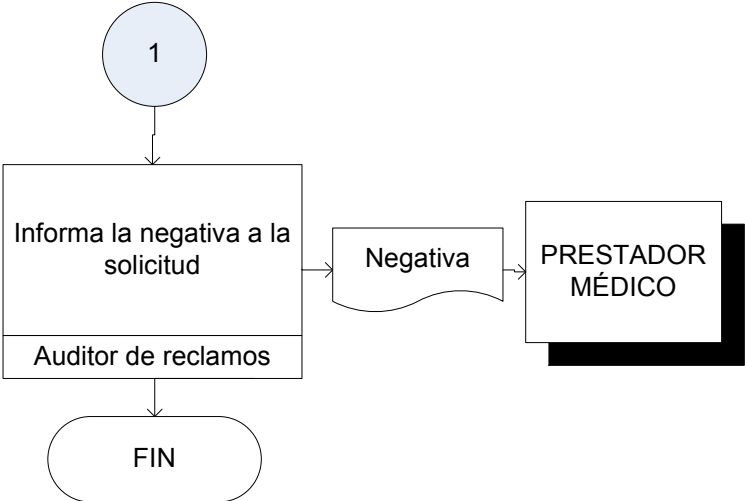 1
Informa la negativa a la
solicitud
Auditor de reclamos
Negativa
PRESTADOR
MÉDICO
FIN